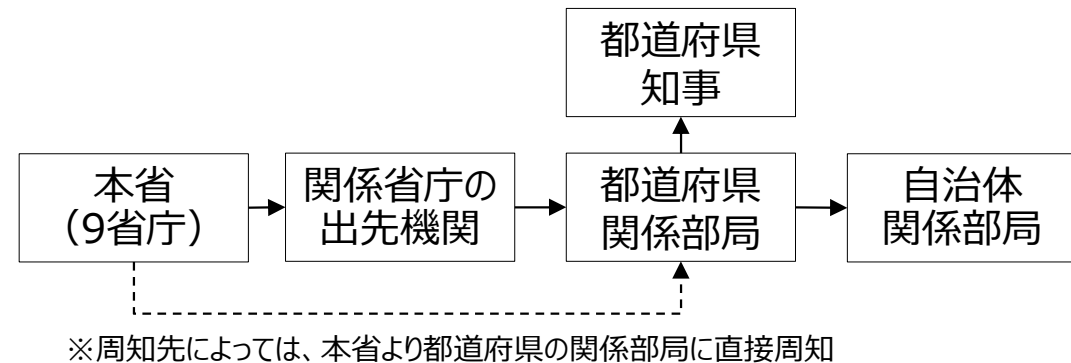 都道府県
知事
本省
（9省庁）
関係省庁の
出先機関
都道府県
関係部局
自治体
関係部局
※周知先によっては、本省より都道府県の関係部局に直接周知